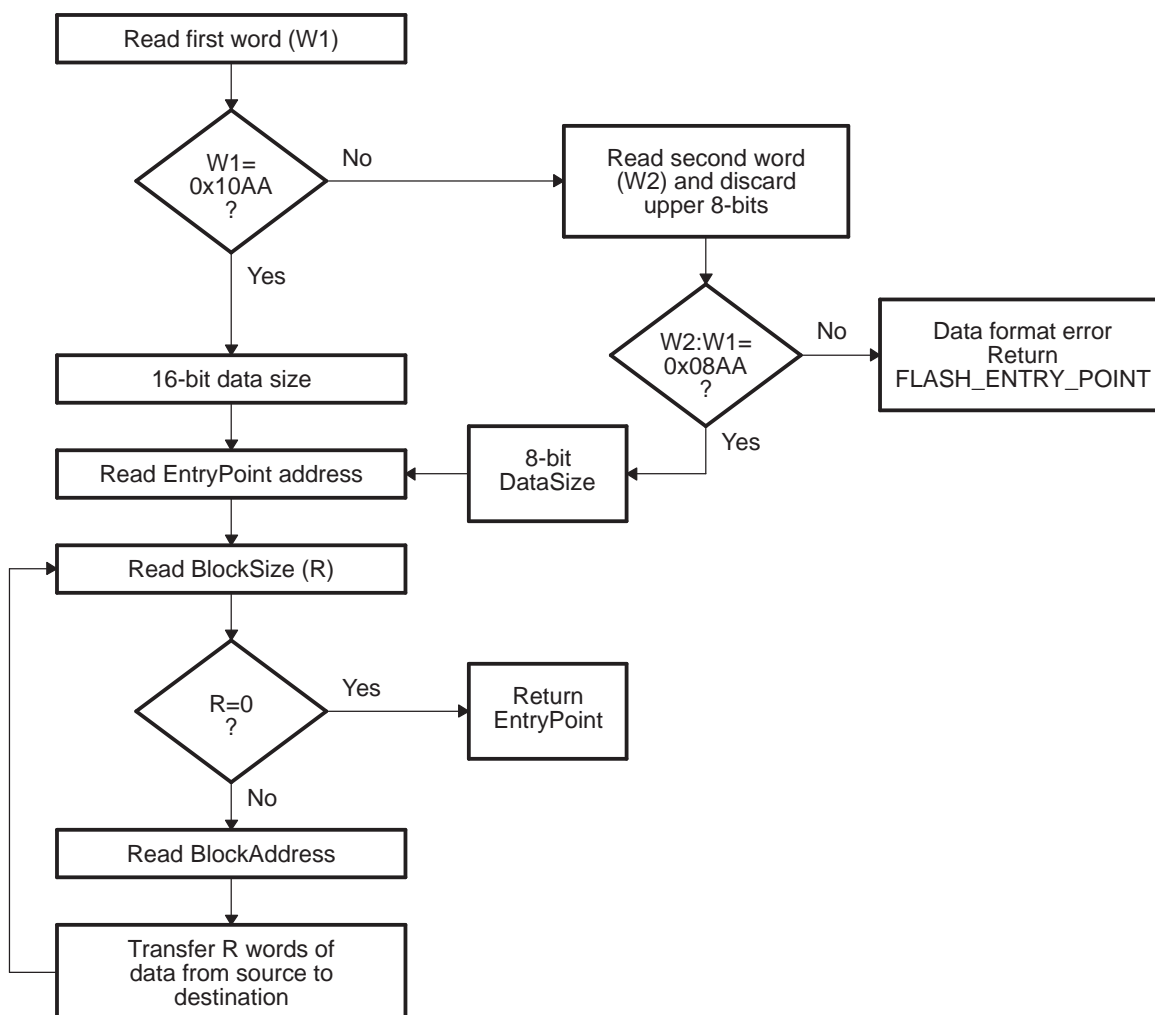 Read first word (W1)
W1=
0x10AA
?
No
Read second word
(W2) and discard
upper 8-bits
Yes
W2:W1=
0x08AA
?
No
Data format error
Return
FLASH_ENTRY_POINT
16-bit data size
Yes
8-bit
DataSize
Read EntryPoint address
Read BlockSize (R)
R=0
?
Yes
Return
EntryPoint
No
Read BlockAddress
Transfer R words of
data from source to
destination